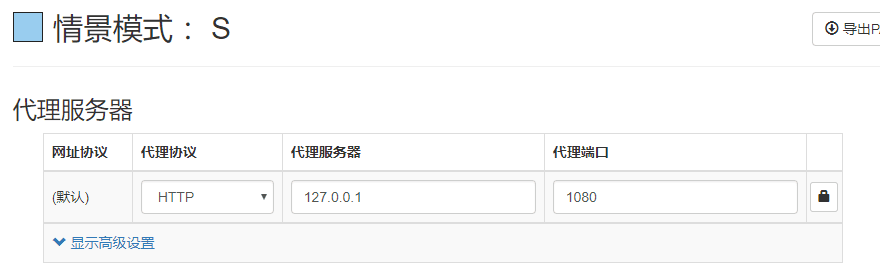 情景模式： S
导出PA
代理服务器
网址协议 代理协议 代理服务器 代理端口
(默认) HTTP 127.0.0.1 1080
显示高级设置